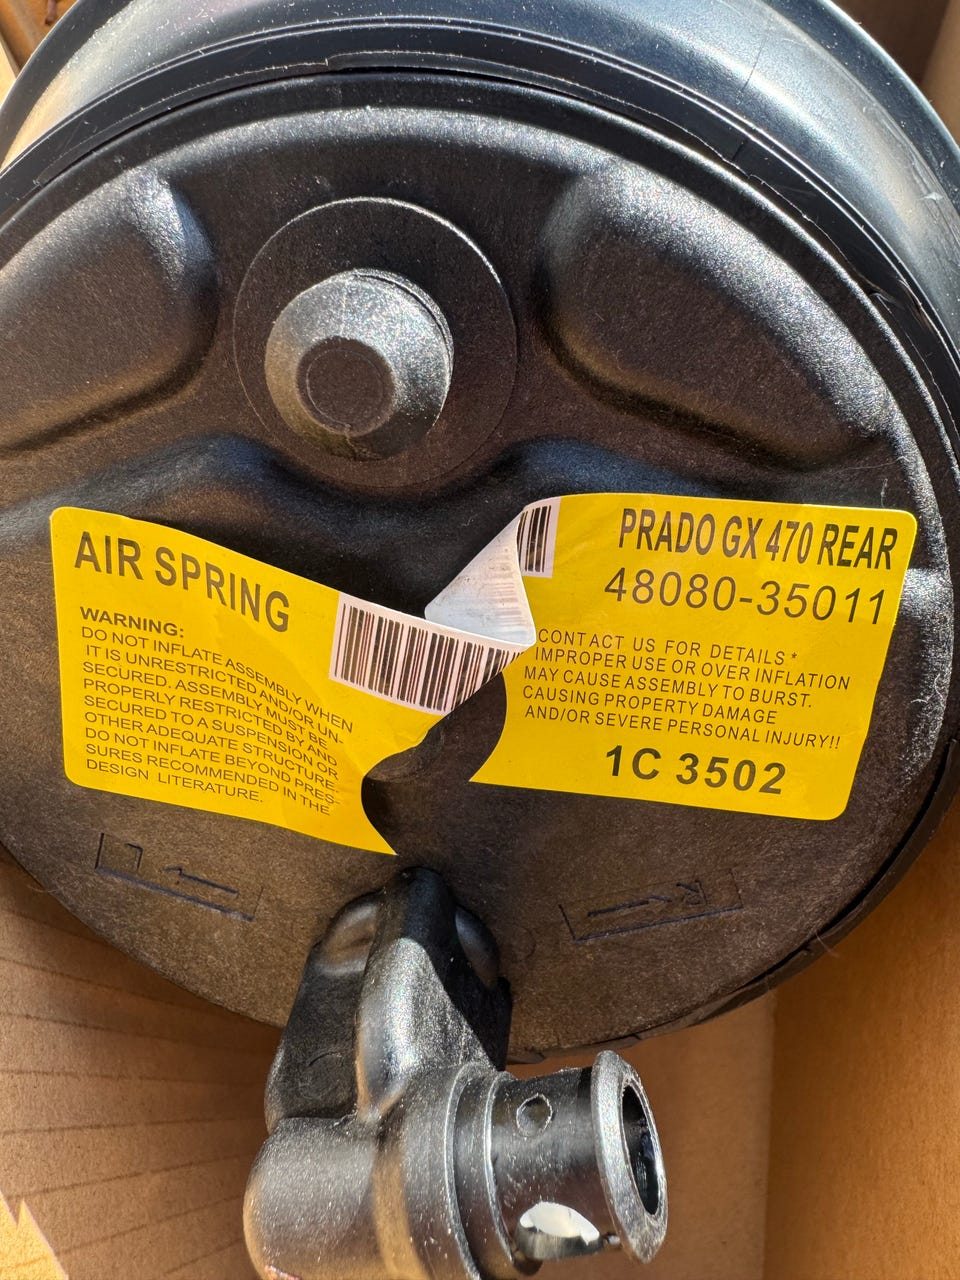 AIR SPRING
WARNING:
DO NOT INFLATE ASSEMBLY WHEN
IT IS UNRESTRICTED AND/OR UN-
SECURED. ASSEMBLY MUST BE
PROPERLY RESTRICTED BY AND
SECURED TO A SUSPENSION OR
OTHER ADEQUATE STRUCTURE.
DO NOT INFLATE BEYOND PRES-
SURES RECOMMENDED IN THE
DESIGN LITERATURE.
PRADO GX 470 REAR
48080-35011
CONTACT US FOR DETAILS*
IMPROPER USE OR OVER INFLATION
MAY CAUSE ASSEMBLY TO BURST.
CAUSING PROPERTY DAMAGE
AND/OR SEVERE PERSONAL INJURY!!
1C 3502
L
R